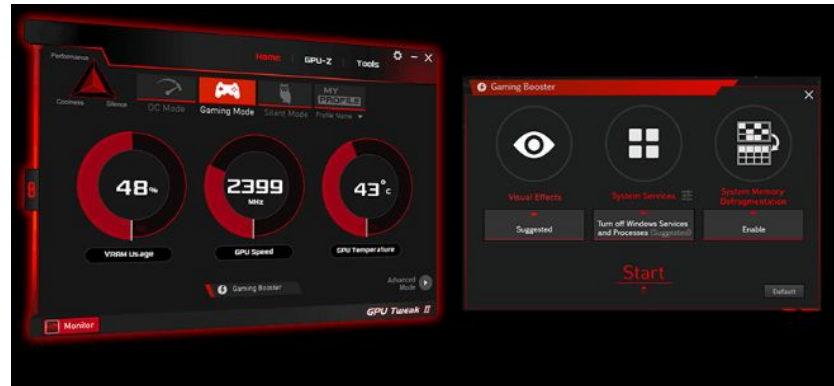 Performance
Coolness
Silence
Home
GPU-Z
Tools
OC Mode
Gaming Mode
Silent Mode
MY
PROFILE
Profile Name
48%
VRAM Usage
2399
MHz
GPU Speed
43°c
GPU Temperature
Gaming Booster
Advanced
Mode
Monitor
GPU Tweak II
Gaming Booster
Visual Effects
System Services
System Memory
Defragmentation
Suggested
Turn off Windows Services
and Processes (Suggested)
Enable
Start
Default